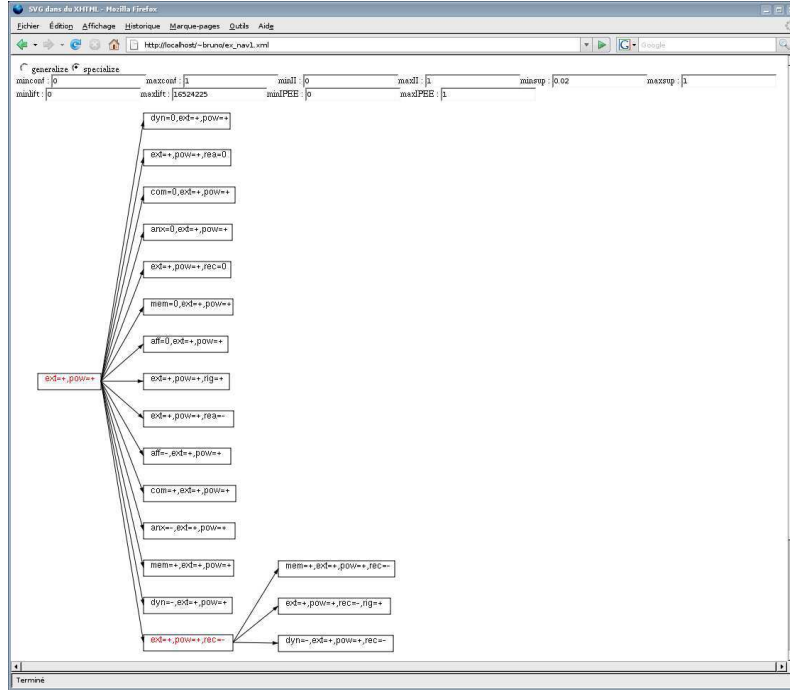 SVG dans du XHTML - Mozilla Firefox
Fichier Édition Affichage Historique Marque-pages Outils Aide
http://localhost/~bruno/ex_nav1.xml
Google
generalize specialize
minconf : 0 maxconf : 1 minII : 0 maxII : 1 minsup : 0.02 maxsup : 1
minlift : 0 maxlift : 16524225 minIPEE : 0 maxIPEE : 1
dyn=0,ext=+,pow=+
ext=+,pow=+,rea=0
com=0,ext=+,pow=+
anx=0,ext=+,pow=+
ext=+,pow=+,rec=0
mem=0,ext=+,pow=+
aff=0,ext=+,pow=+
ext=+,pow=+
ext=+,pow=+,rig=+
ext=+,pow=+,rea=-
aff=-,ext=+,pow=+
com=+,ext=+,pow=+
anx=-,ext=+,pow=+
mem=+,ext=+,pow=+
mem=+,ext=+,pow=+,rec=-
dyn=-,ext=+,pow=+
ext=+,pow=+,rec=-,rig=+
ext=+,pow=+,rec=-
dyn=-,ext=+,pow=+,rec=-
Terminé